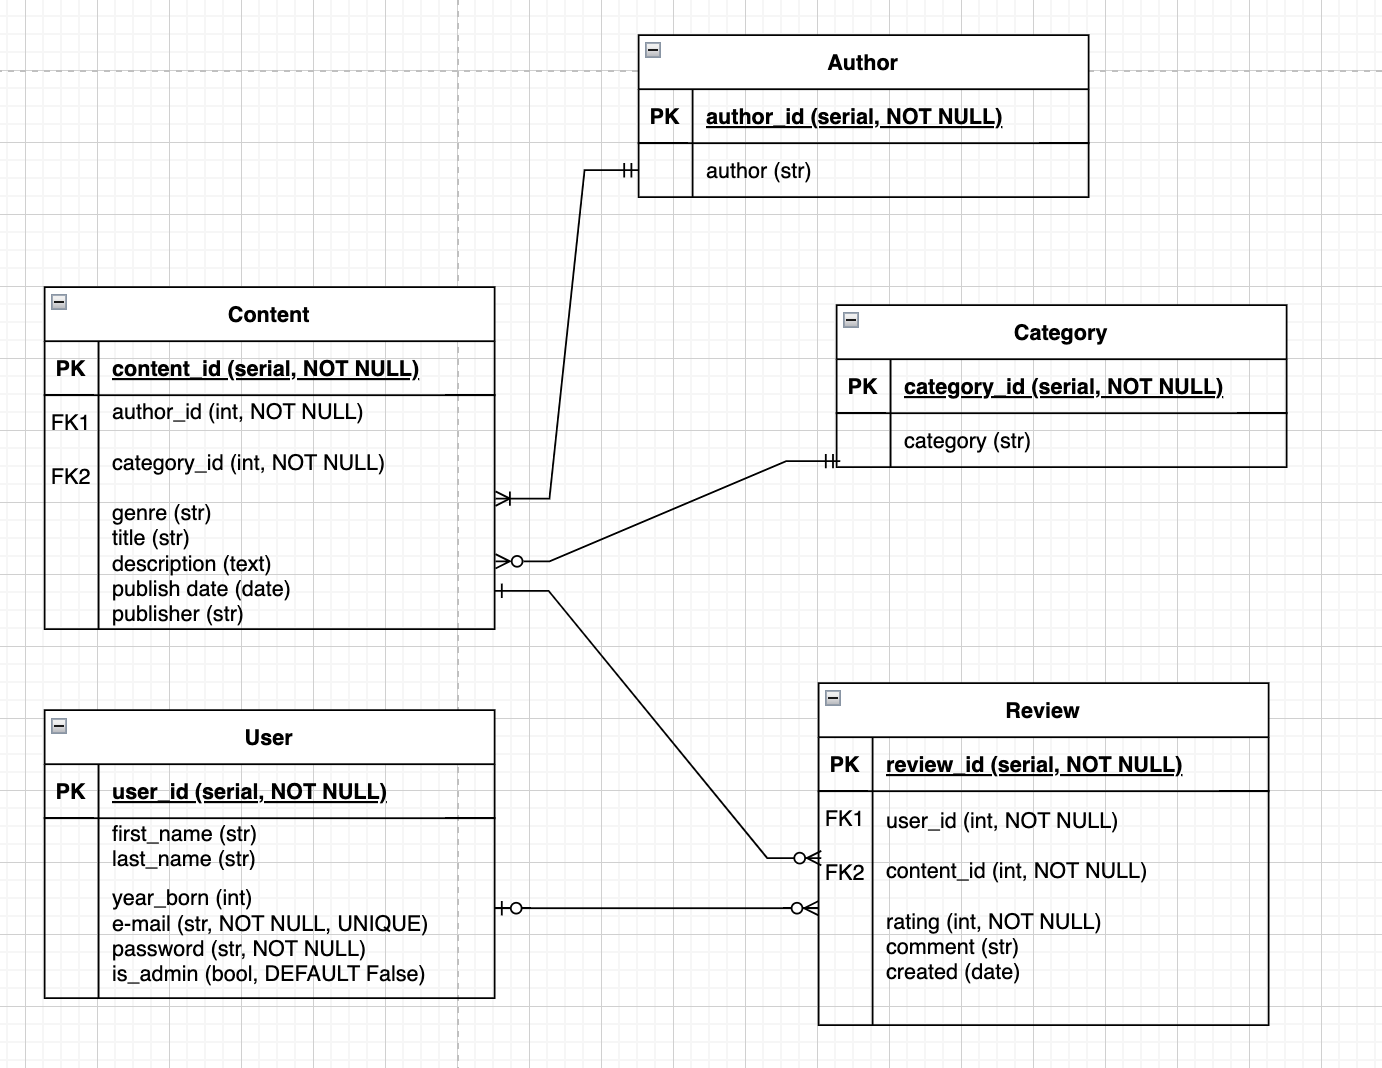 Author
PK author_id (serial, NOT NULL)
author (str)
Content
PK content_id (serial, NOT NULL)
FK1 author_id (int, NOT NULL)
FK2 category_id (int, NOT NULL)
genre (str)
title (str)
description (text)
publish date (date)
publisher (str)
Category
PK category_id (serial, NOT NULL)
category (str)
User
PK user_id (serial, NOT NULL)
first_name (str)
last_name (str)
year_born (int)
e-mail (str, NOT NULL, UNIQUE)
password (str, NOT NULL)
is_admin (bool, DEFAULT False)
Review
PK review_id (serial, NOT NULL)
FK1 user_id (int, NOT NULL)
FK2 content_id (int, NOT NULL)
rating (int, NOT NULL)
comment (str)
created (date)